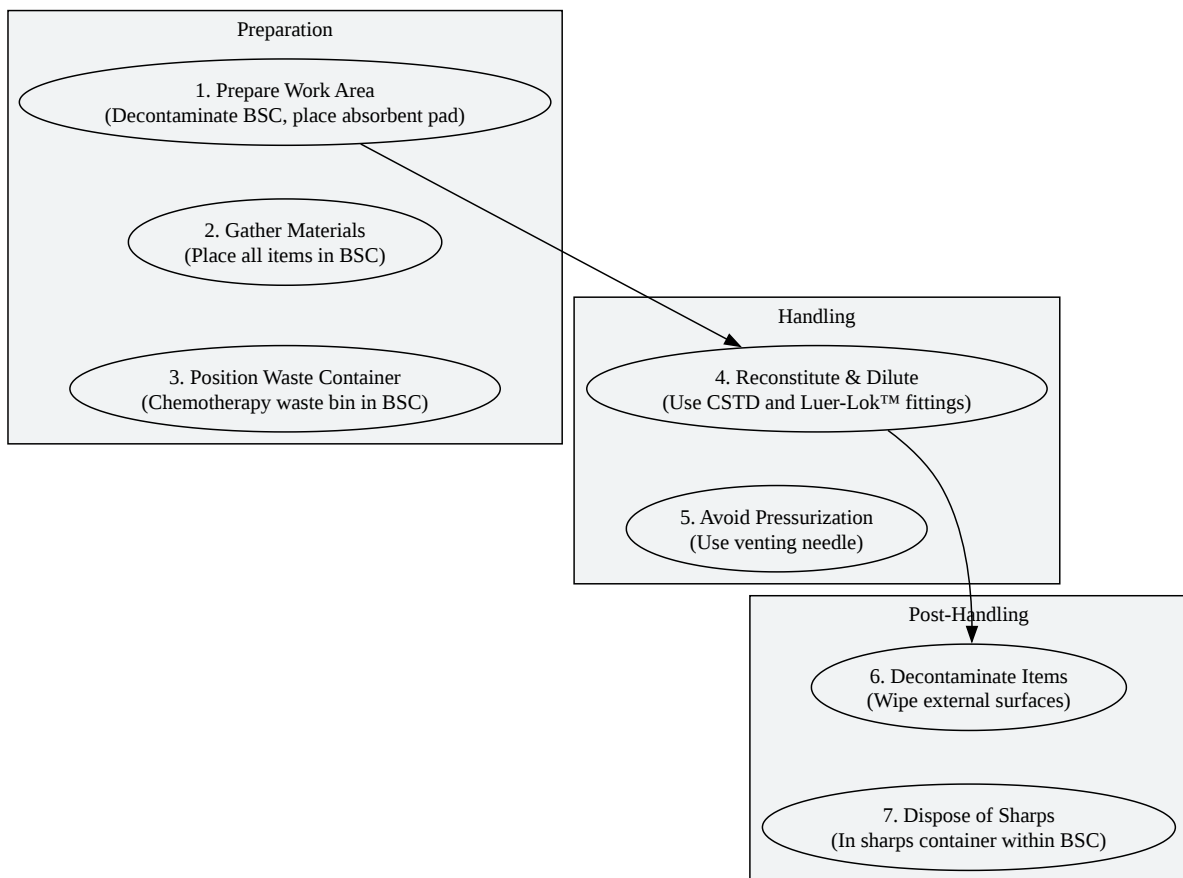 Preparation
1. Prepare Work Area
(Decontaminate BSC, place absorbent pad)
2. Gather Materials
(Place all items in BSC)
3. Position Waste Container
(Chemotherapy waste bin in BSC)
Handling
4. Reconstitute & Dilute
(Use CSTD and Luer-Lok™ fittings)
5. Avoid Pressurization
(Use venting needle)
Post-Handling
6. Decontaminate Items
(Wipe external surfaces)
7. Dispose of Sharps
(In sharps container within BSC)